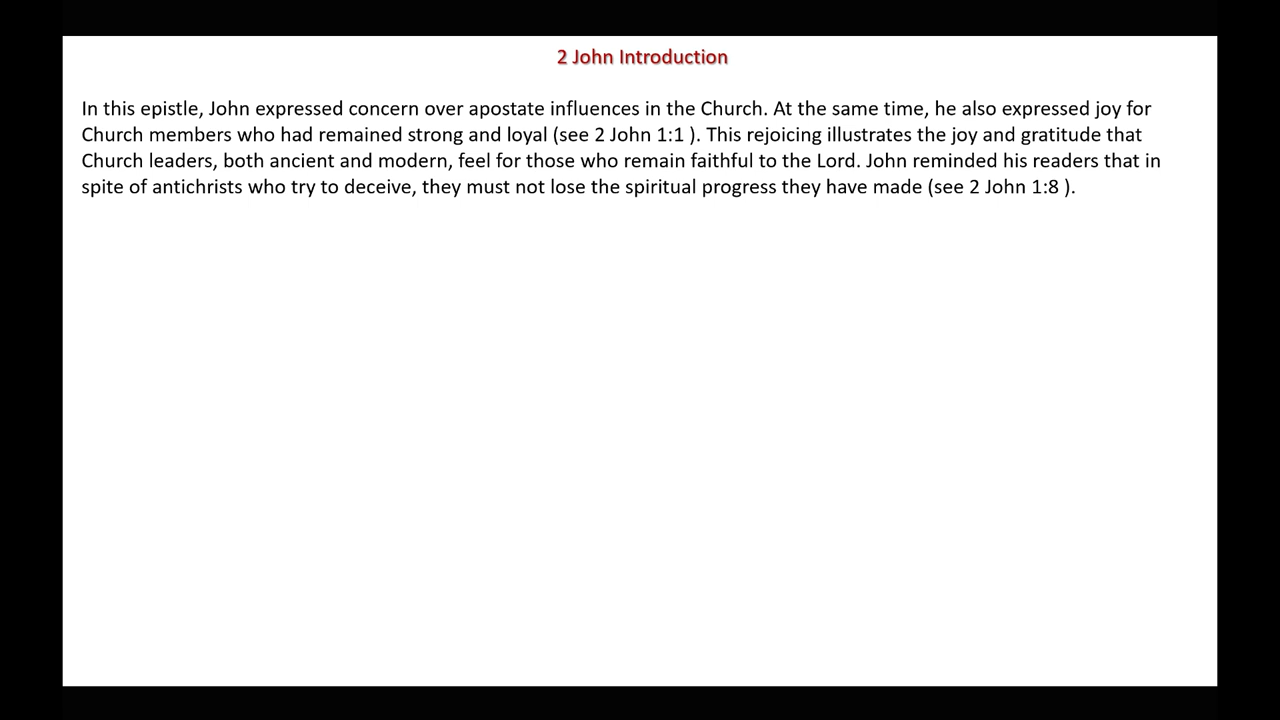 2 John Introduction
In this epistle, John expressed concern over apostate influences in the Church. At the same time, he also expressed joy for
Church members who had remained strong and loyal (see 2 John 1:1 ). This rejoicing illustrates the joy and gratitude that
Church leaders, both ancient and modern, feel for those who remain faithful to the Lord. John reminded his readers that in
spite of antichrists who try to deceive, they must not lose the spiritual progress they have made (see 2 John 1:8 ).